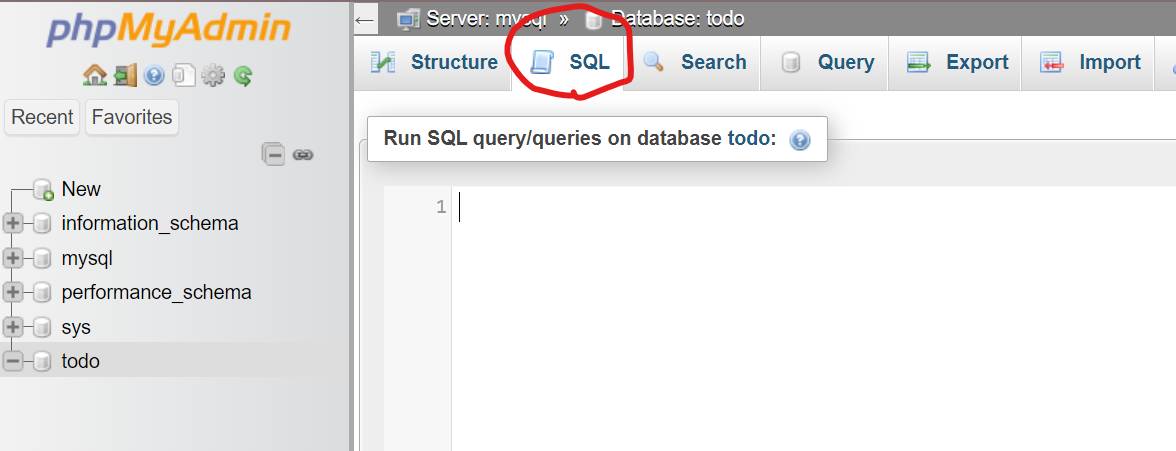 phpMyAdmin
Recent Favorites
New
information_schema
mysql
performance_schema
sys
todo
Server: mysql » Database: todo
Structure SQL Search Query Export Import
Run SQL query/queries on database todo:
1